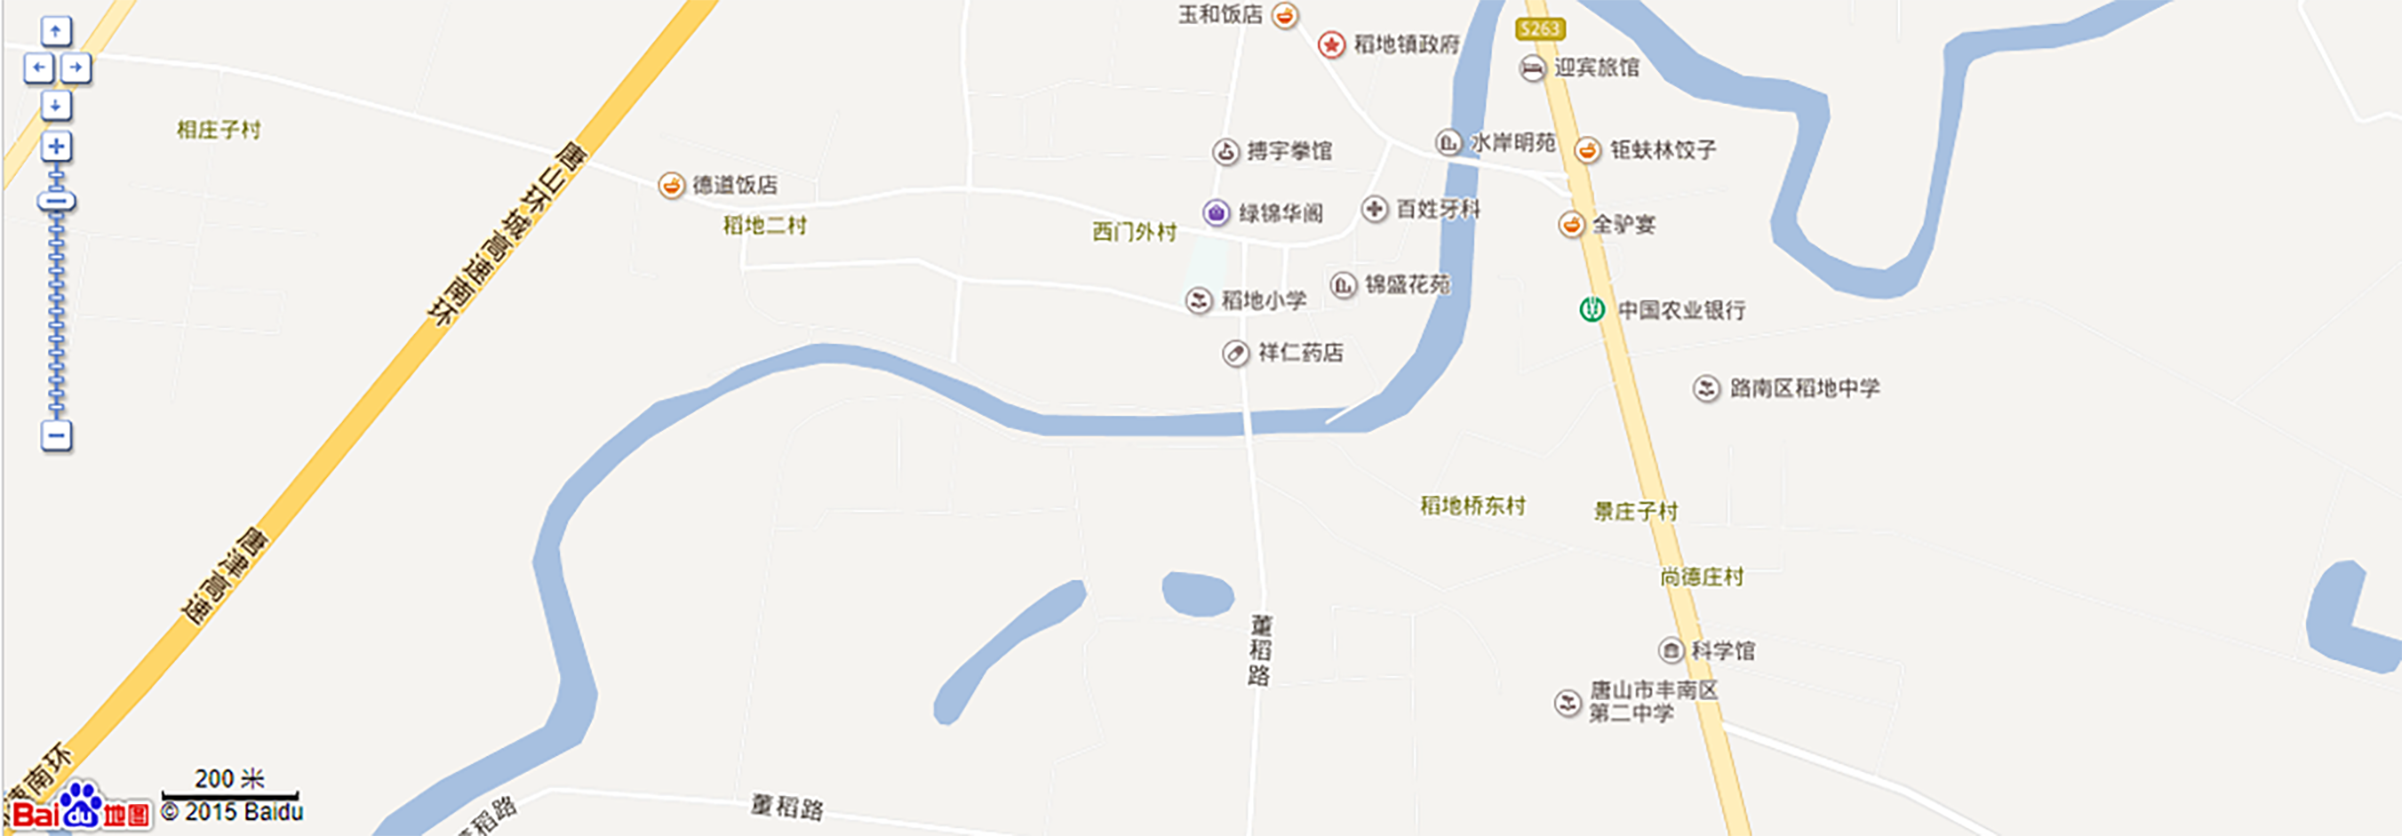 玉和饭店
稻地镇政府
S263
迎宾旅馆
相庄子村
搏宇拳馆
水岸明苑
钜蚨林饺子
唐山环城高速南环
德道饭店
稻地二村
绿锦华阁
百姓牙科
西门外村
全驴宴
稻地小学
锦盛花苑
中国农业银行
祥仁药店
路南区稻地中学
稻地桥东村
景庄子村
唐津高速
尚德庄村
董稻路
科学馆
唐山市丰南区
第二中学
南环
200 米
Bai du 地图
© 2015 Baidu
董稻路
董稻路